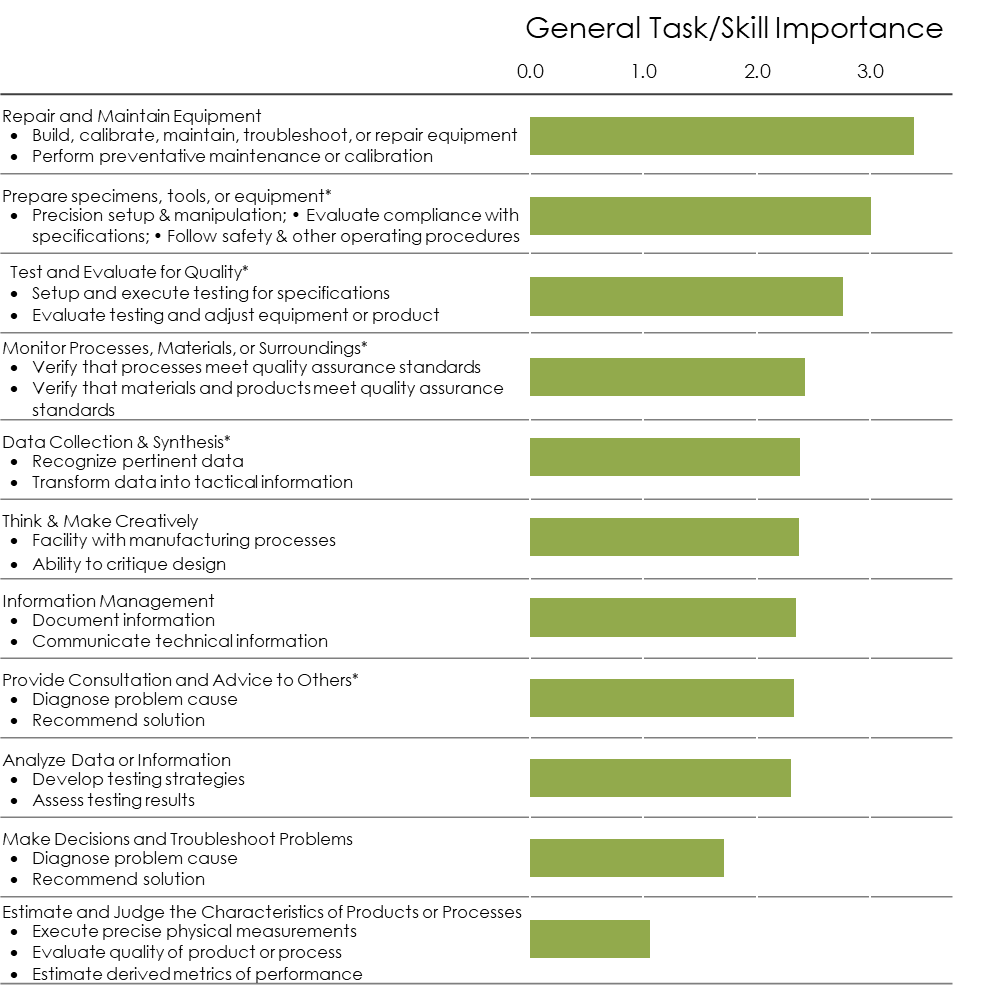 General Task/Skill Importance
0.0 1.0 2.0 3.0
Repair and Maintain Equipment
• Build, calibrate, maintain, troubleshoot, or repair equipment
• Perform preventative maintenance or calibration
Prepare specimens, tools, or equipment*
• Precision setup & manipulation; • Evaluate compliance with
specifications; • Follow safety & other operating procedures
Test and Evaluate for Quality*
• Setup and execute testing for specifications
• Evaluate testing and adjust equipment or product
Monitor Processes, Materials, or Surroundings*
• Verify that processes meet quality assurance standards
• Verify that materials and products meet quality assurance
standards
Data Collection & Synthesis*
• Recognize pertinent data
• Transform data into tactical information
Think & Make Creatively
• Facility with manufacturing processes
• Ability to critique design
Information Management
• Document information
• Communicate technical information
Provide Consultation and Advice to Others*
• Diagnose problem cause
• Recommend solution
Analyze Data or Information
• Develop testing strategies
• Assess testing results
Make Decisions and Troubleshoot Problems
• Diagnose problem cause
• Recommend solution
Estimate and Judge the Characteristics of Products or Processes
• Execute precise physical measurements
• Evaluate quality of product or process
• Estimate derived metrics of performance